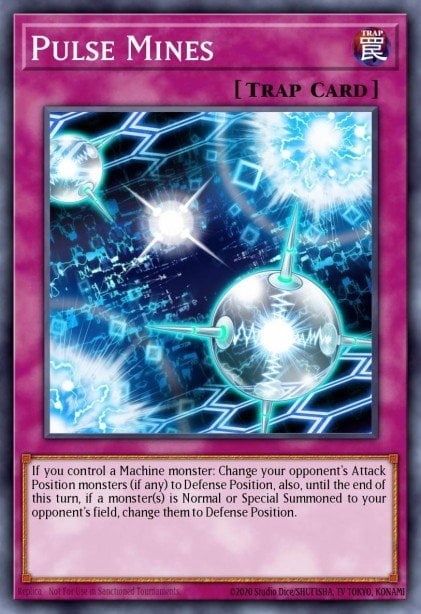 Pulse Mines
TRAP
罠
[Trap Card]
If you control a Machine monster: Change your opponent's Attack
Position monsters (if any) to Defense Position, also, until the end of
this turn, if a monster(s) is Normal or Special Summoned to your
opponent's field, change them to Defense Position.
Replica - Not For Use in Sanctioned Tournaments
©2020 Studio Dice/SHUEISHA, TV TOKYO, KONAMI